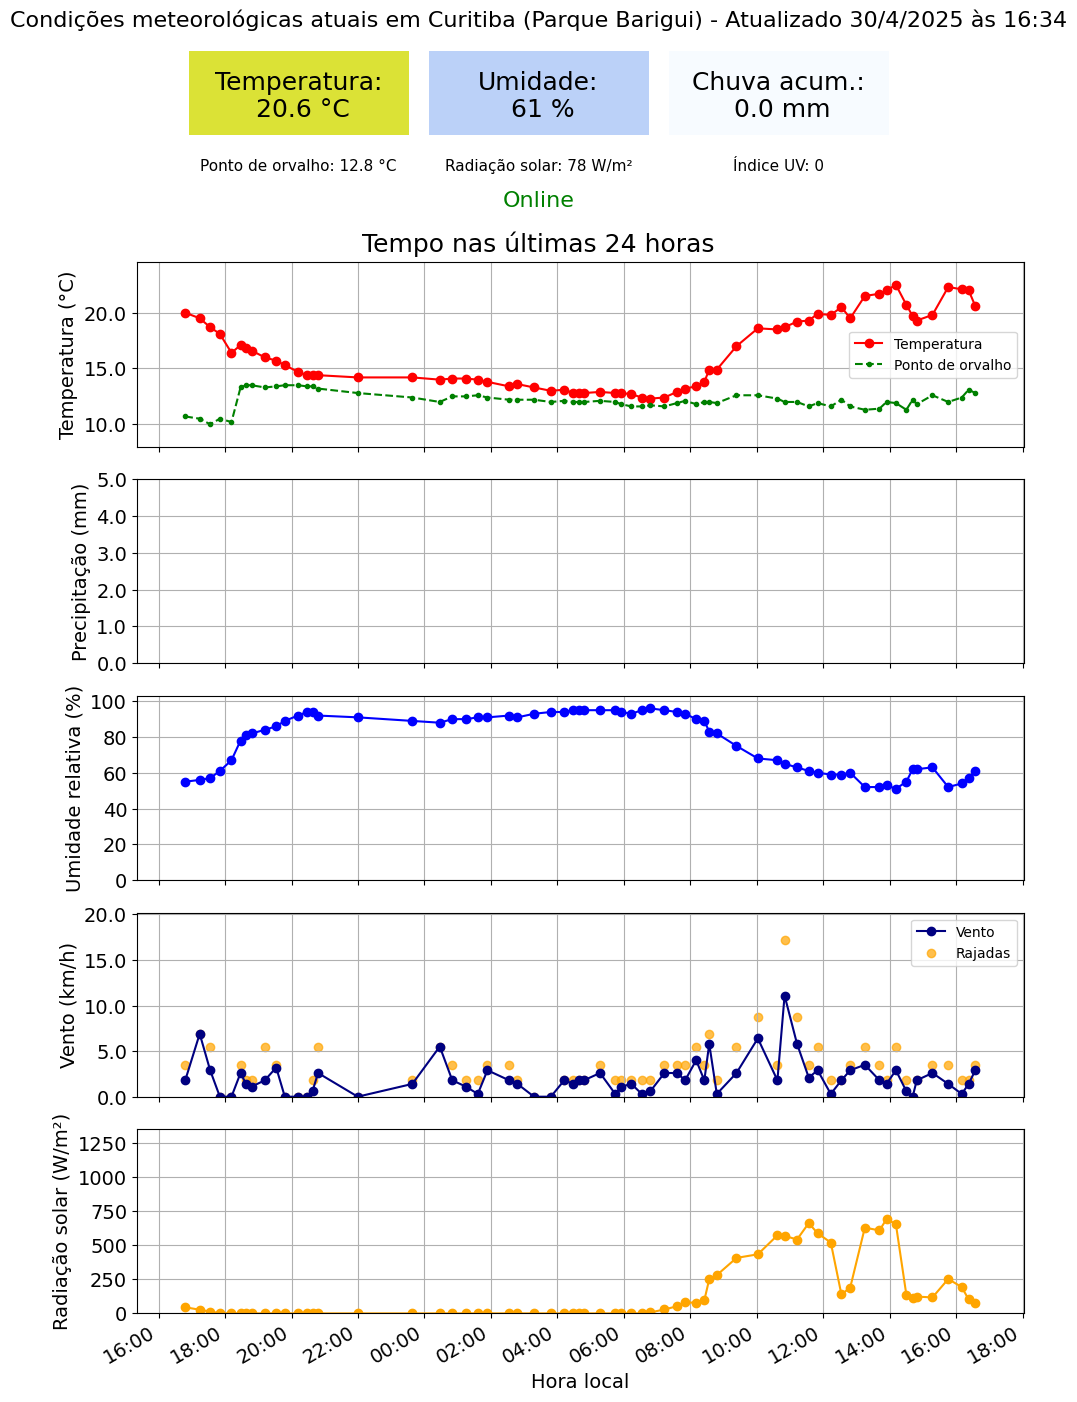 Condições meteorológicas atuais em Curitiba (Parque Barigui) - Atualizado 30/4/2025 às 16:34
Temperatura:
20.6 °C
Umidade:
61 %
Chuva acum.:
0.0 mm
Ponto de orvalho: 12.8 °C
Radiação solar: 78 W/m²
Índice UV: 0
Online
Tempo nas últimas 24 horas
Temperatura (°C)
20.0
15.0
10.0
Temperatura
Ponto de orvalho
Precipitação (mm)
5.0
4.0
3.0
2.0
1.0
0.0
Umidade relativa (%)
100
80
60
40
20
0
Vento (km/h)
20.0
15.0
10.0
5.0
0.0
Vento
Rajadas
Radiação solar (W/m²)
1250
1000
750
500
250
0
16:00
18:00
20:00
22:00
00:00
02:00
04:00
06:00
08:00
10:00
12:00
14:00
16:00
18:00
Hora local